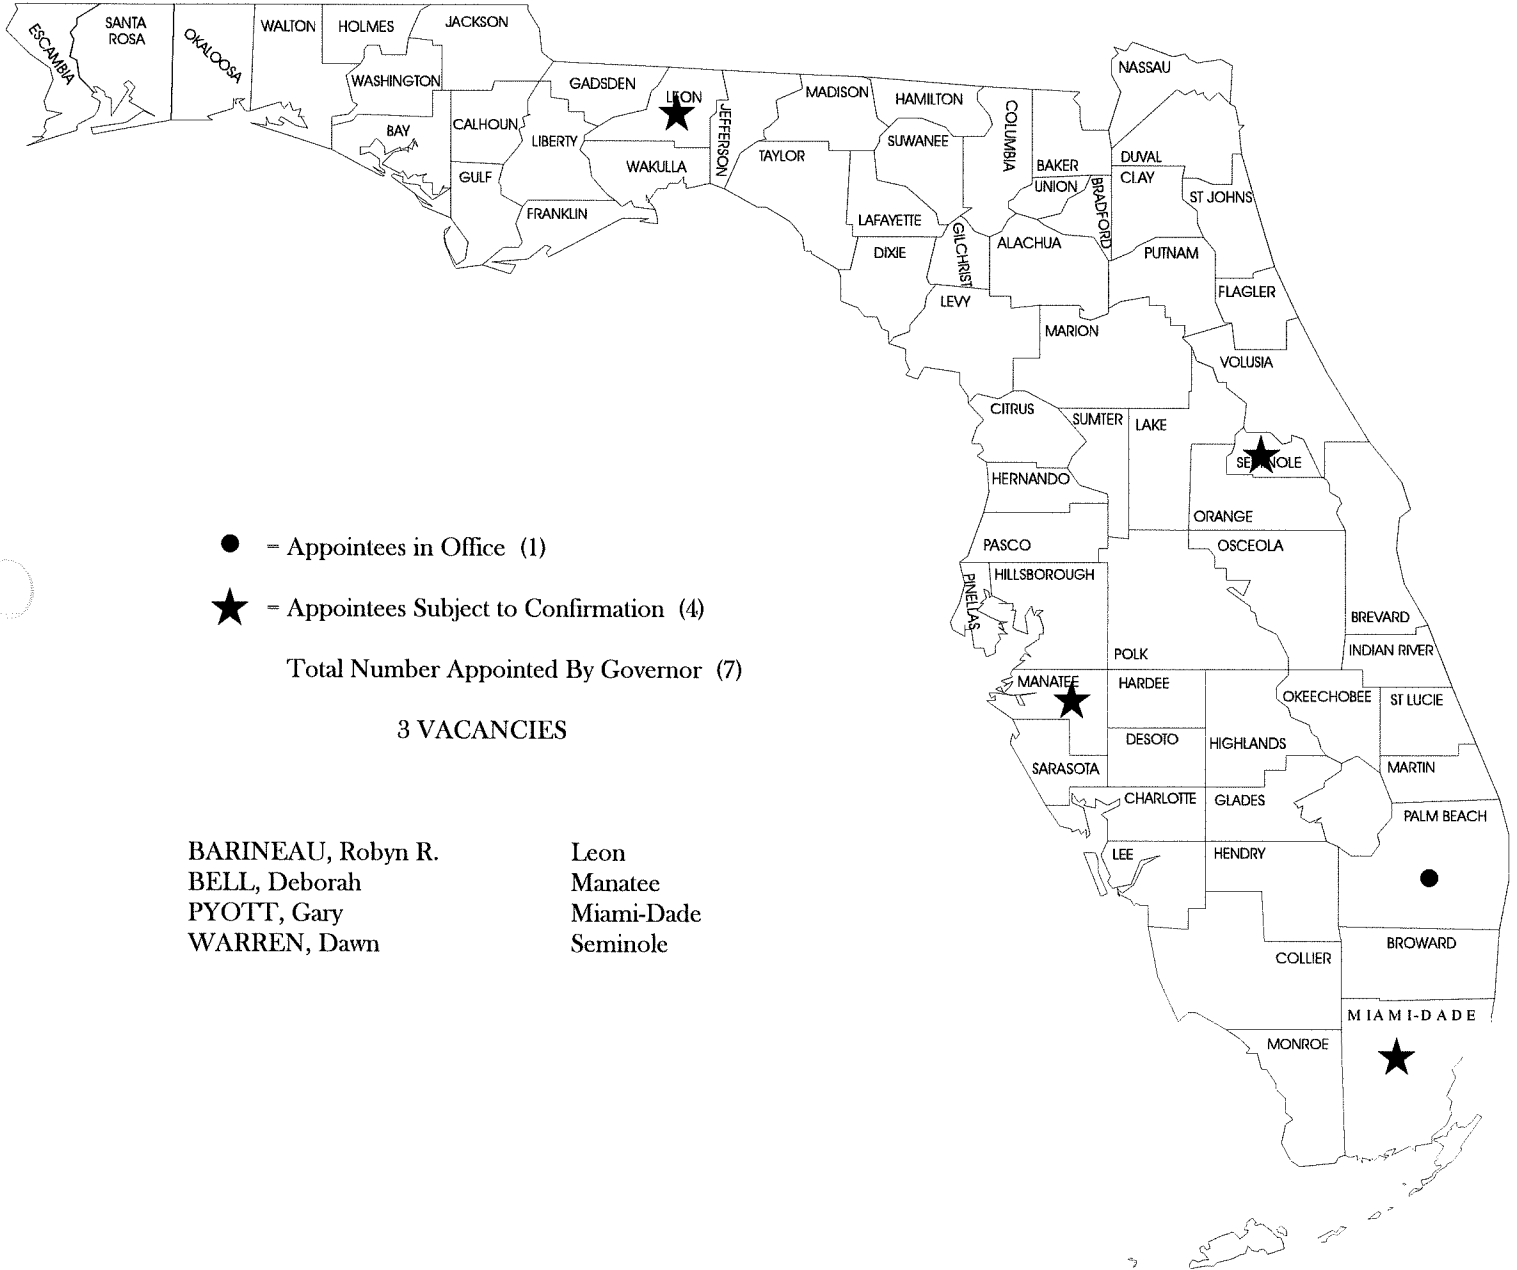 ESCAMBIA
SANTA
ROSA
OKALOOSA
WALTON
HOLMES
JACKSON
WASHINGTON
BAY
CALHOUN
GULF
LIBERTY
FRANKLIN
GADSDEN
LEON
WAKULLA
JEFFERSON
MADISON
TAYLOR
HAMILTON
SUWANEE
LAFAYETTE
DIXIE
COLUMBIA
GILCHRIST
LEVY
BAKER
UNION
BRADFORD
ALACHUA
NASSAU
DUVAL
CLAY
ST JOHNS
PUTNAM
FLAGLER
MARION
VOLUSIA
CITRUS
SUMTER
LAKE
SEMINOLE
HERNANDO
ORANGE
PASCO
OSCEOLA
PINELLAS
HILLSBOROUGH
POLK
BREVARD
INDIAN RIVER
MANATEE
HARDEE
OKEECHOBEE
ST LUCIE
DESOTO
HIGHLANDS
SARASOTA
MARTIN
CHARLOTTE
GLADES
PALM BEACH
LEE
HENDRY
BROWARD
COLLIER
MIAMI-DADE
MONROE
= Appointees in Office (1)
= Appointees Subject to Confirmation (4)
Total Number Appointed By Governor (7)
3 VACANCIES
BARINEAU, Robyn R. Leon
BELL, Deborah Manatee
PYOTT, Gary Miami-Dade
WARREN, Dawn Seminole